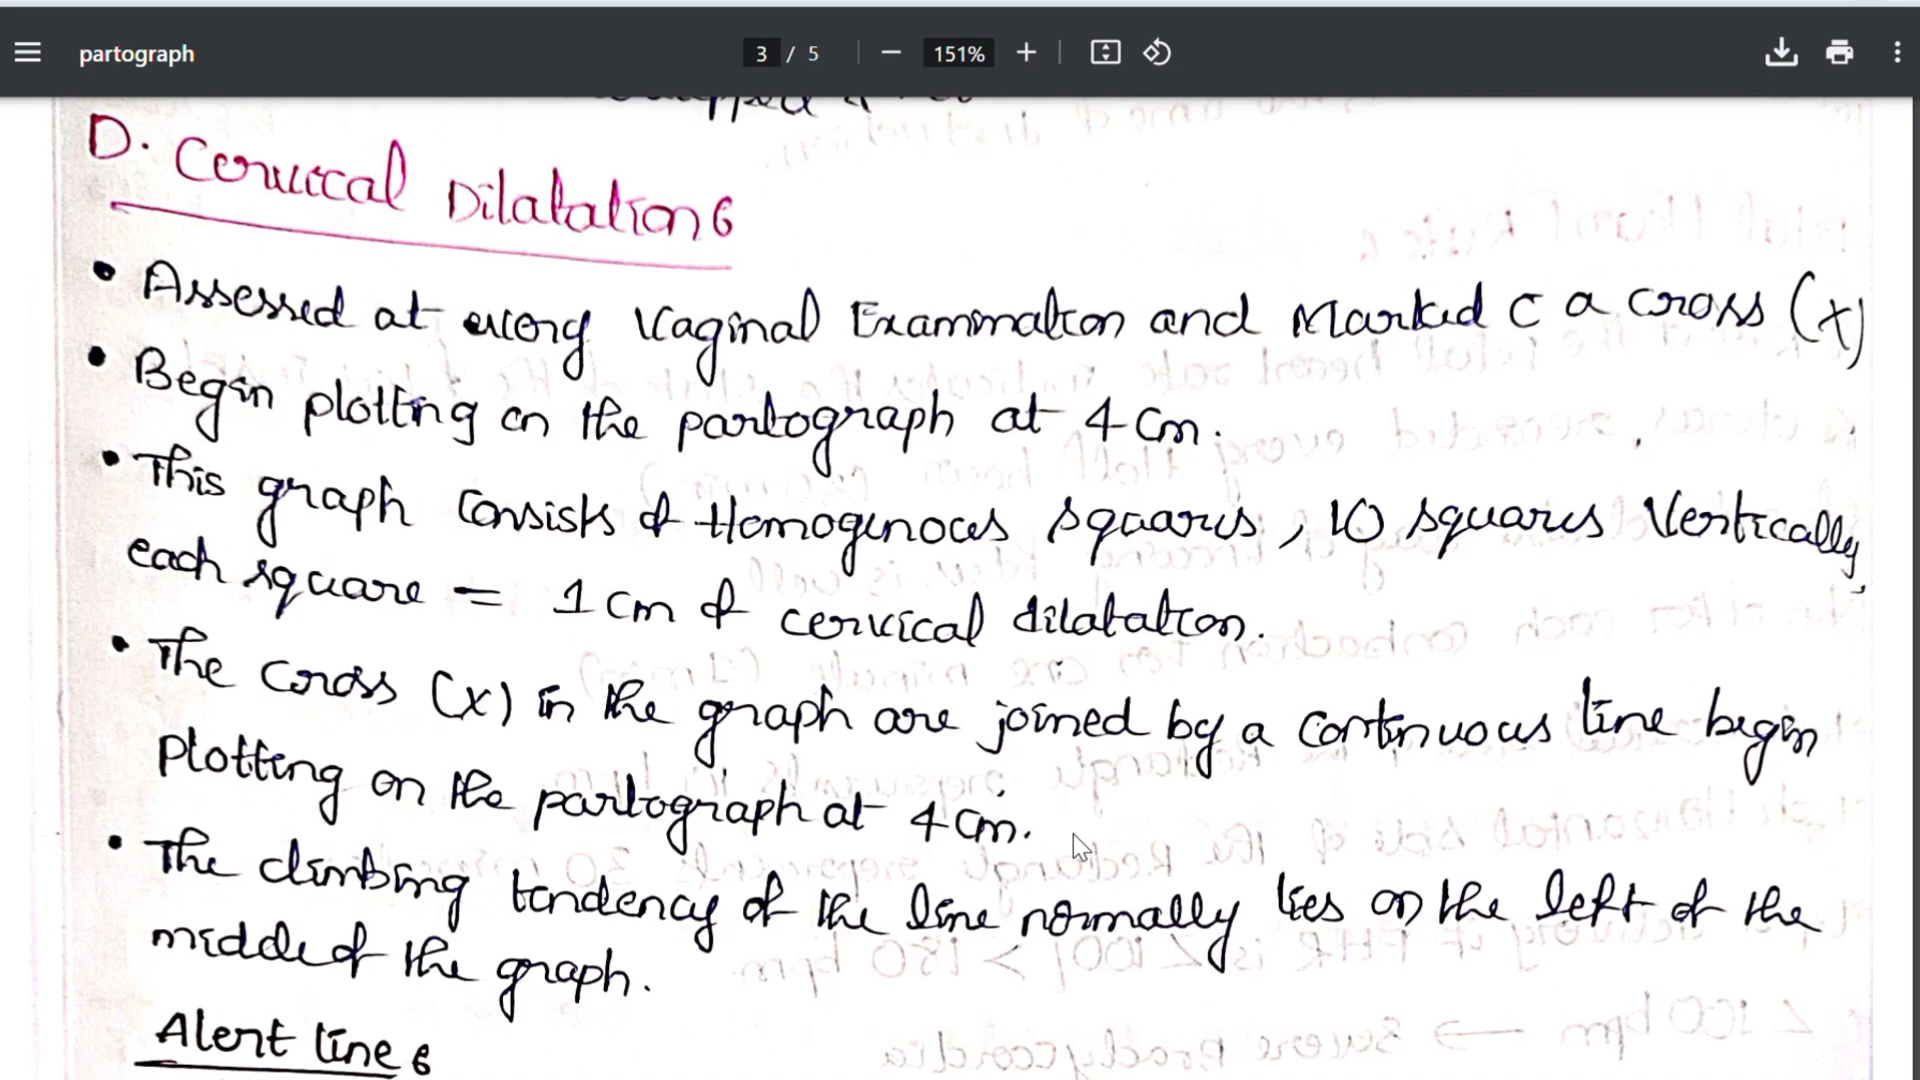 partograph
3 / 5
151%
D. Cervical Dilatation:
• Assessed at every Vaginal Examination and Marked c a cross (x)
• Begin plotting on the partograph at 4 cm.
• This graph consists of Homogenous squares, 10 squares Vertically,
each square = 1 cm of cervical dilatation.
• The cross (x) in the graph are joined by a continuous line begin
plotting on the partograph at 4 cm.
• The climbing tendency of the line normally lies on the left of the
middle of the graph.
Alert line: